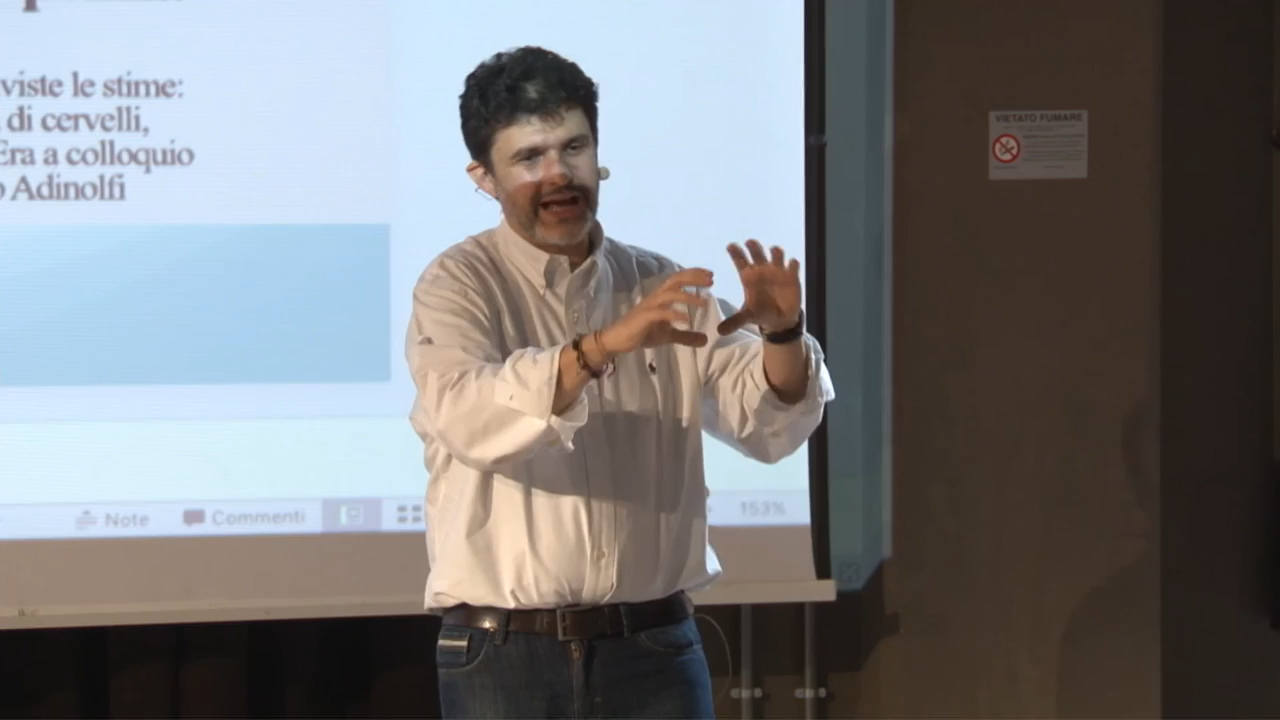 viste le stime:
di cervelli,
Era a colloquio
Adinolfi
Note
Commenti
153%
VIETATO FUMARE